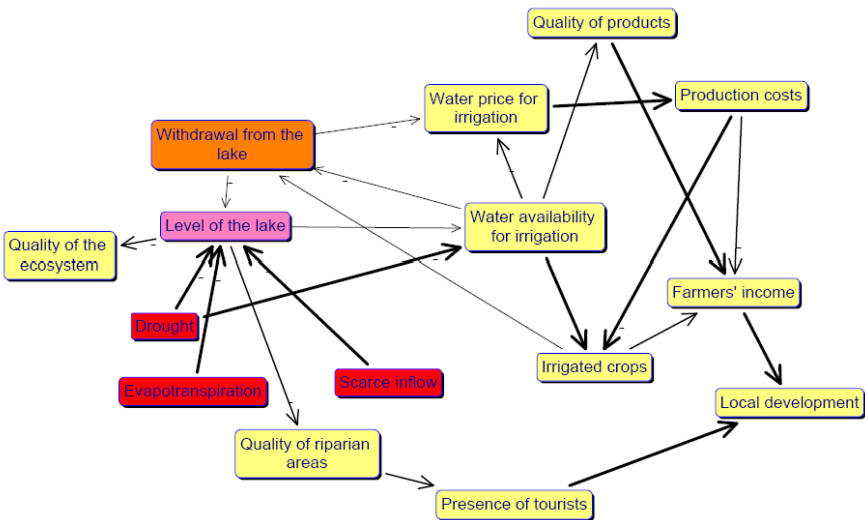 Quality of products
Water price for
irrigation
Production costs
Withdrawal from the
lake
Level of the lake
Water availability
for irrigation
Quality of the
ecosystem
Farmers' income
Drought
Evapotranspiration
Scarce inflow
Irrigated crops
Local development
Quality of riparian
areas
Presence of tourists